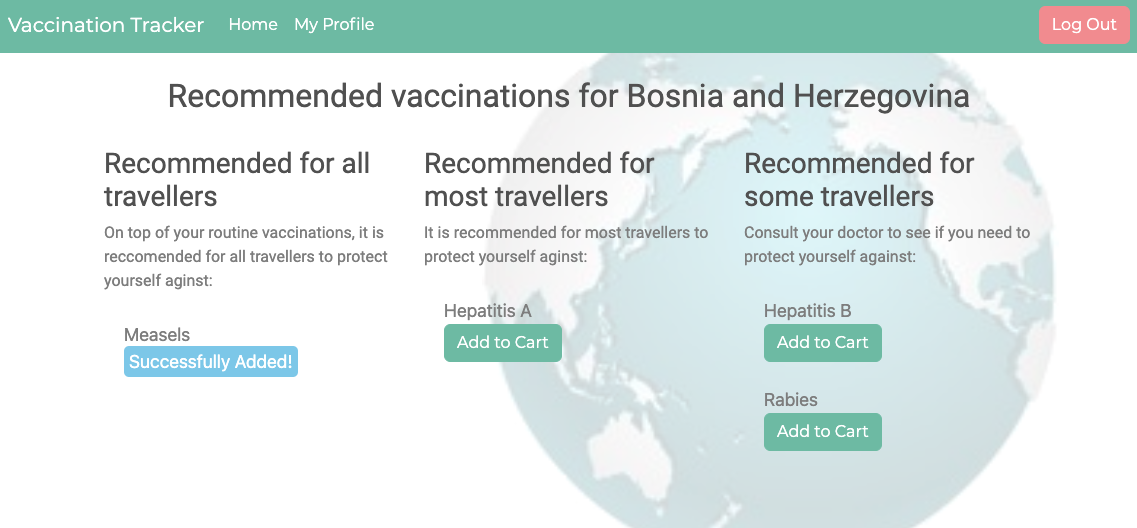 Vaccination Tracker Home My Profile Log Out
Recommended vaccinations for Bosnia and Herzegovina
Recommended for all
travellers
On top of your routine vaccinations, it is
reccomended for all travellers to protect
yourself aginst:
Measels
Successfully Added!
Recommended for
most travellers
It is recommended for most travellers to
protect yourself aginst:
Hepatitis A
Add to Cart
Recommended for
some travellers
Consult your doctor to see if you need to
protect yourself against:
Hepatitis B
Add to Cart
Rabies
Add to Cart